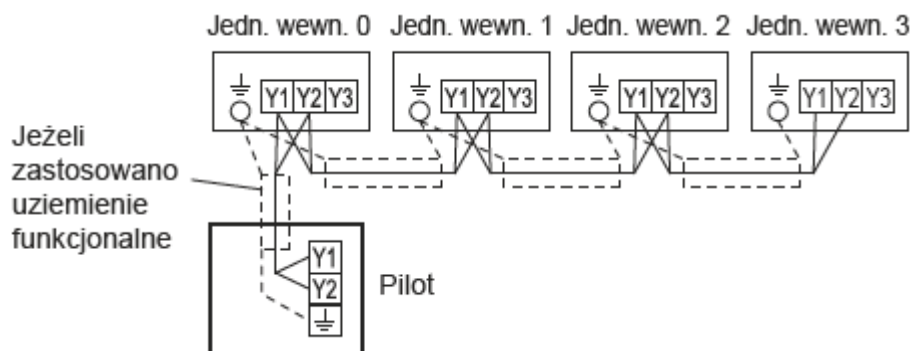 Jedn. wewn. 0 Jedn. wewn. 1 Jedn. wewn. 2 Jedn. wewn. 3
Y1 Y2 Y3 Y1 Y2 Y3 Y1 Y2 Y3 Y1 Y2 Y3
Jeżeli
zastosowano
uziemienie
funkcjonalne
Y1
Y2
Pilot